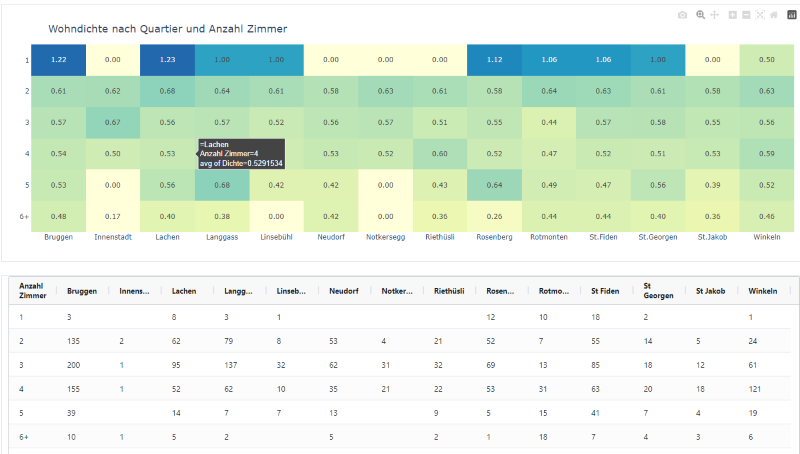 Wohndichte nach Quartier und Anzahl Zimmer
1 1.22 0.00 1.23 1.00 1.00 0.00 0.00 0.00 1.12 1.06 1.06 1.00 0.00 0.50
2 0.61 0.62 0.68 0.64 0.61 0.58 0.63 0.61 0.58 0.64 0.63 0.61 0.58 0.63
3 0.57 0.67 0.56 0.57 0.52 0.56 0.57 0.51 0.55 0.44 0.57 0.58 0.55 0.56
=Lachen
4 0.54 0.50 0.53 Anzahl Zimmer=4 0.53 0.52 0.60 0.52 0.47 0.52 0.51 0.53 0.59
avg of Dichte=0.5291534
5 0.53 0.00 0.56 0.68 0.42 0.42 0.00 0.43 0.64 0.49 0.47 0.56 0.39 0.52
6+ 0.48 0.17 0.40 0.38 0.00 0.42 0.00 0.36 0.26 0.44 0.44 0.40 0.36 0.46
Bruggen Innenstadt Lachen Langgass Linsebühl Neudorf Notkersegg Riethüsli Rosenberg Rotmonten St.Fiden St.Georgen St.Jakob Winkeln
Anzahl Zimmer Bruggen Innens... Lachen Langg... Linseb... Neudorf Notker... Riethüsli Rosen... Rotmo... St Fiden St Georgen St Jakob Winkeln
1 3 8 3 1 12 10 18 2 1
2 135 2 62 79 8 53 4 21 52 7 55 14 5 24
3 200 1 95 137 32 62 31 32 69 13 85 18 12 61
4 155 1 52 62 10 35 21 22 53 31 63 20 18 121
5 39 14 7 7 13 9 5 15 41 7 4 19
6+ 10 1 5 2 5 2 1 18 7 4 3 6